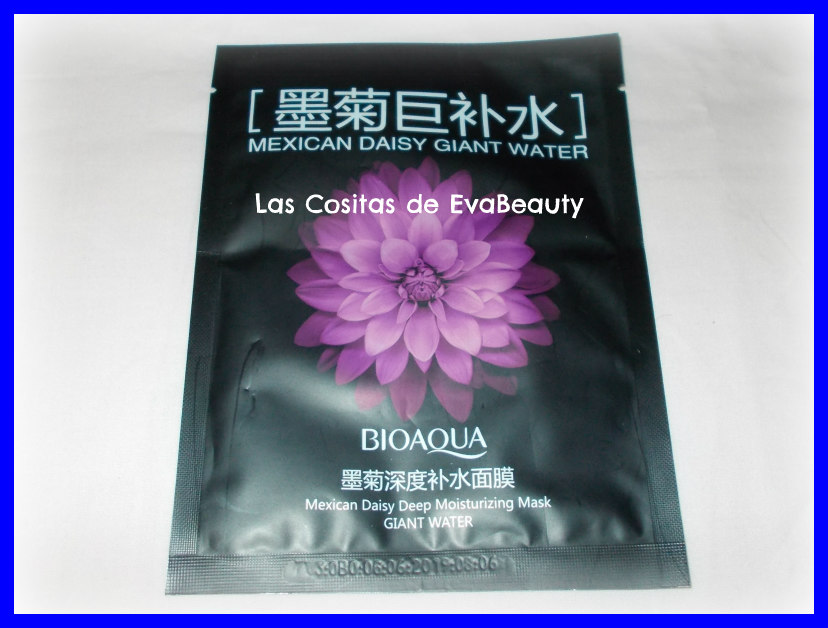 [墨菊巨补水]
MEXICAN DAISY GIANT WATER
Las Cositas de EvaBeauty
BIOAQUA
墨菊深度补水面膜
Mexican Daisy Deep Moisturizing Mask
GIANT WATER